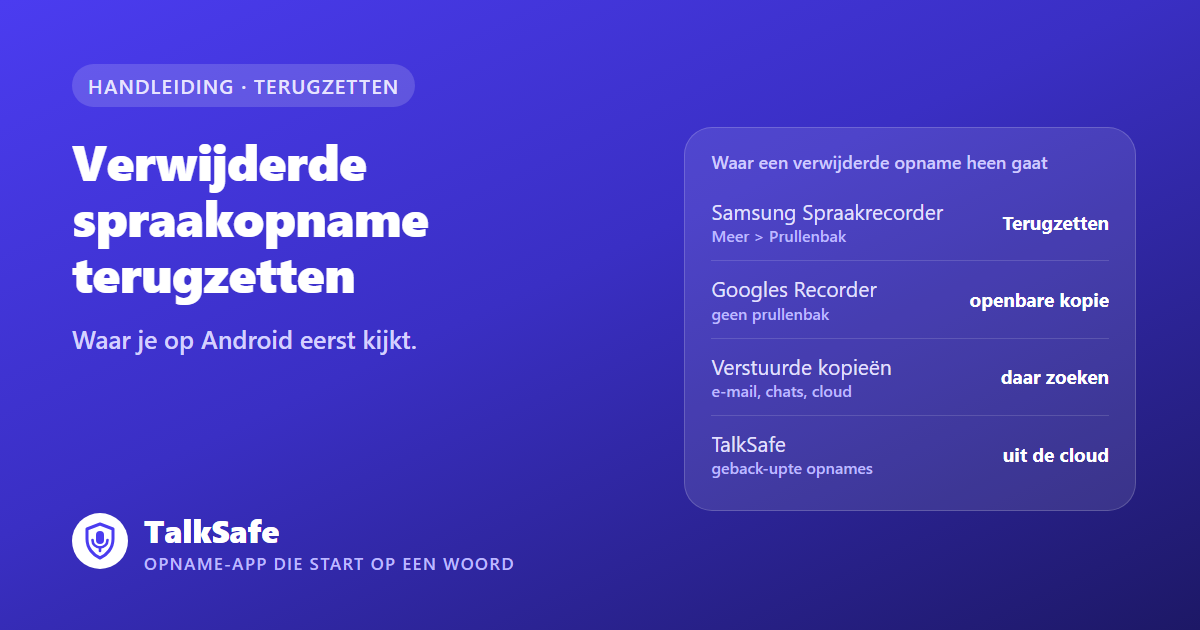 HANDLEIDING · TERUGZETTEN
Verwijderde
spraakopname
terugzetten
Waar je op Android eerst kijkt.
Waar een verwijderde opname heen gaat
Samsung Spraakrecorder
Meer > Prullenbak
Terugzetten
Googles Recorder
geen prullenbak
openbare kopie
Verstuurde kopieën
e-mail, chats, cloud
daar zoeken
TalkSafe
geback-upte opnames
uit de cloud
TalkSafe
OPNAME-APP DIE START OP EEN WOORD